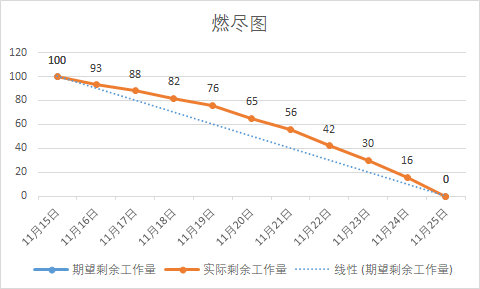 燃尽图
120
100
80
60
40
20
0
100
93
88
82
76
65
56
42
30
16
0
11月15日
11月16日
11月17日
11月18日
11月19日
11月20日
11月21日
11月22日
11月23日
11月24日
11月25日
期望剩余工作量
实际剩余工作量
线性 (期望剩余工作量)